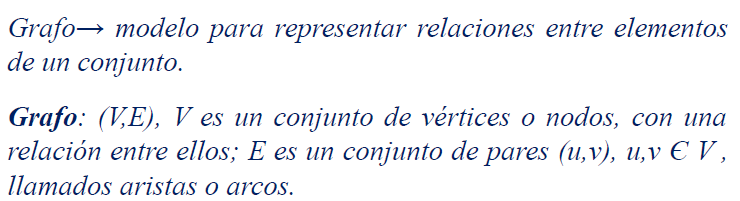 Grafo→ modelo para representar relaciones entre elementos
de un conjunto.
Grafo: (V,E), V es un conjunto de vértices o nodos, con una
relación entre ellos; E es un conjunto de pares (u,v), u,v Є V ,
llamados aristas o arcos.